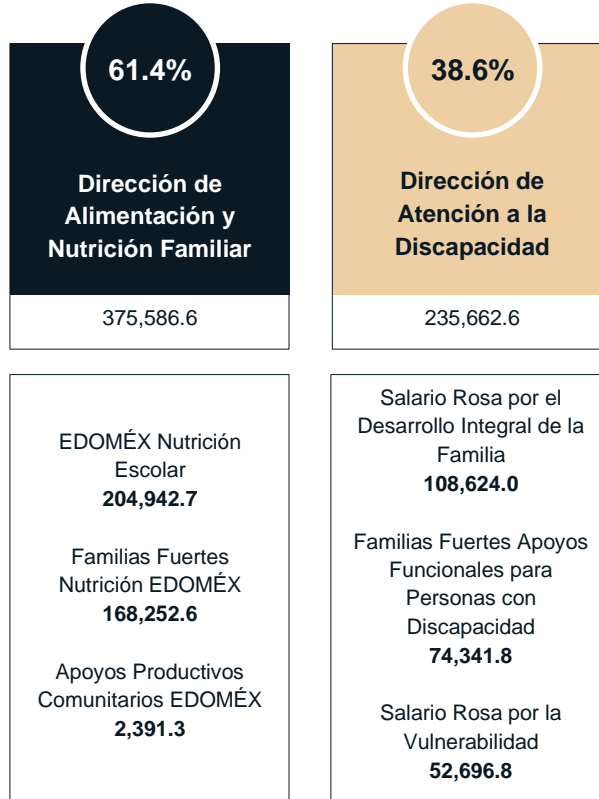 61.4%
Dirección de
Alimentación y
Nutrición Familiar
375,586.6
EDOMÉX Nutrición
Escolar
204,942.7
Familias Fuertes
Nutrición EDOMÉX
168,252.6
Apoyos Productivos
Comunitarios EDOMÉX
2,391.3
38.6%
Dirección de
Atención a la
Discapacidad
235,662.6
Salario Rosa por el
Desarrollo Integral de la
Familia
108,624.0
Familias Fuertes Apoyos
Funcionales para
Personas con
Discapacidad
74,341.8
Salario Rosa por la
Vulnerabilidad
52,696.8